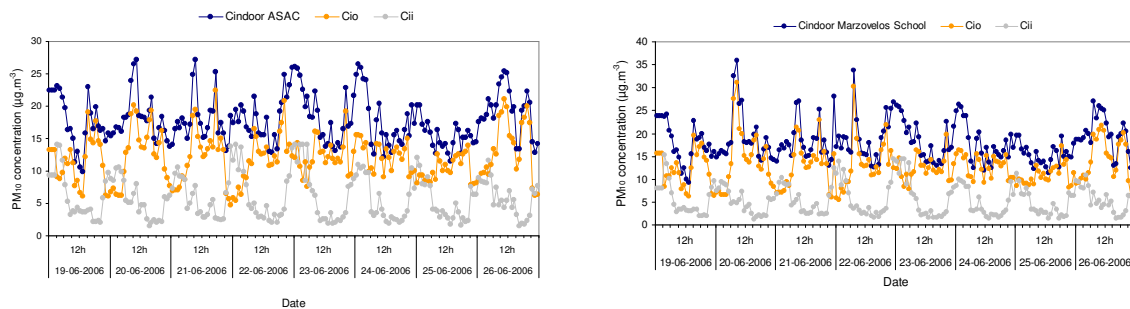 Cindoor ASAC Cio Cii
PM10 concentration (µg.m-3)
30
25
20
15
10
5
0
12h 12h 12h 12h 12h 12h 12h 12h
19-06-2006 20-06-2006 21-06-2006 22-06-2006 23-06-2006 24-06-2006 25-06-2006 26-06-2006
Date
Cindoor Marzovelos School Cio Cii
PM10 concentration (µg.m-3)
40
35
30
25
20
15
10
5
0
12h 12h 12h 12h 12h 12h 12h 12h
19-06-2006 20-06-2006 21-06-2006 22-06-2006 23-06-2006 24-06-2006 25-06-2006 26-06-2006
Date